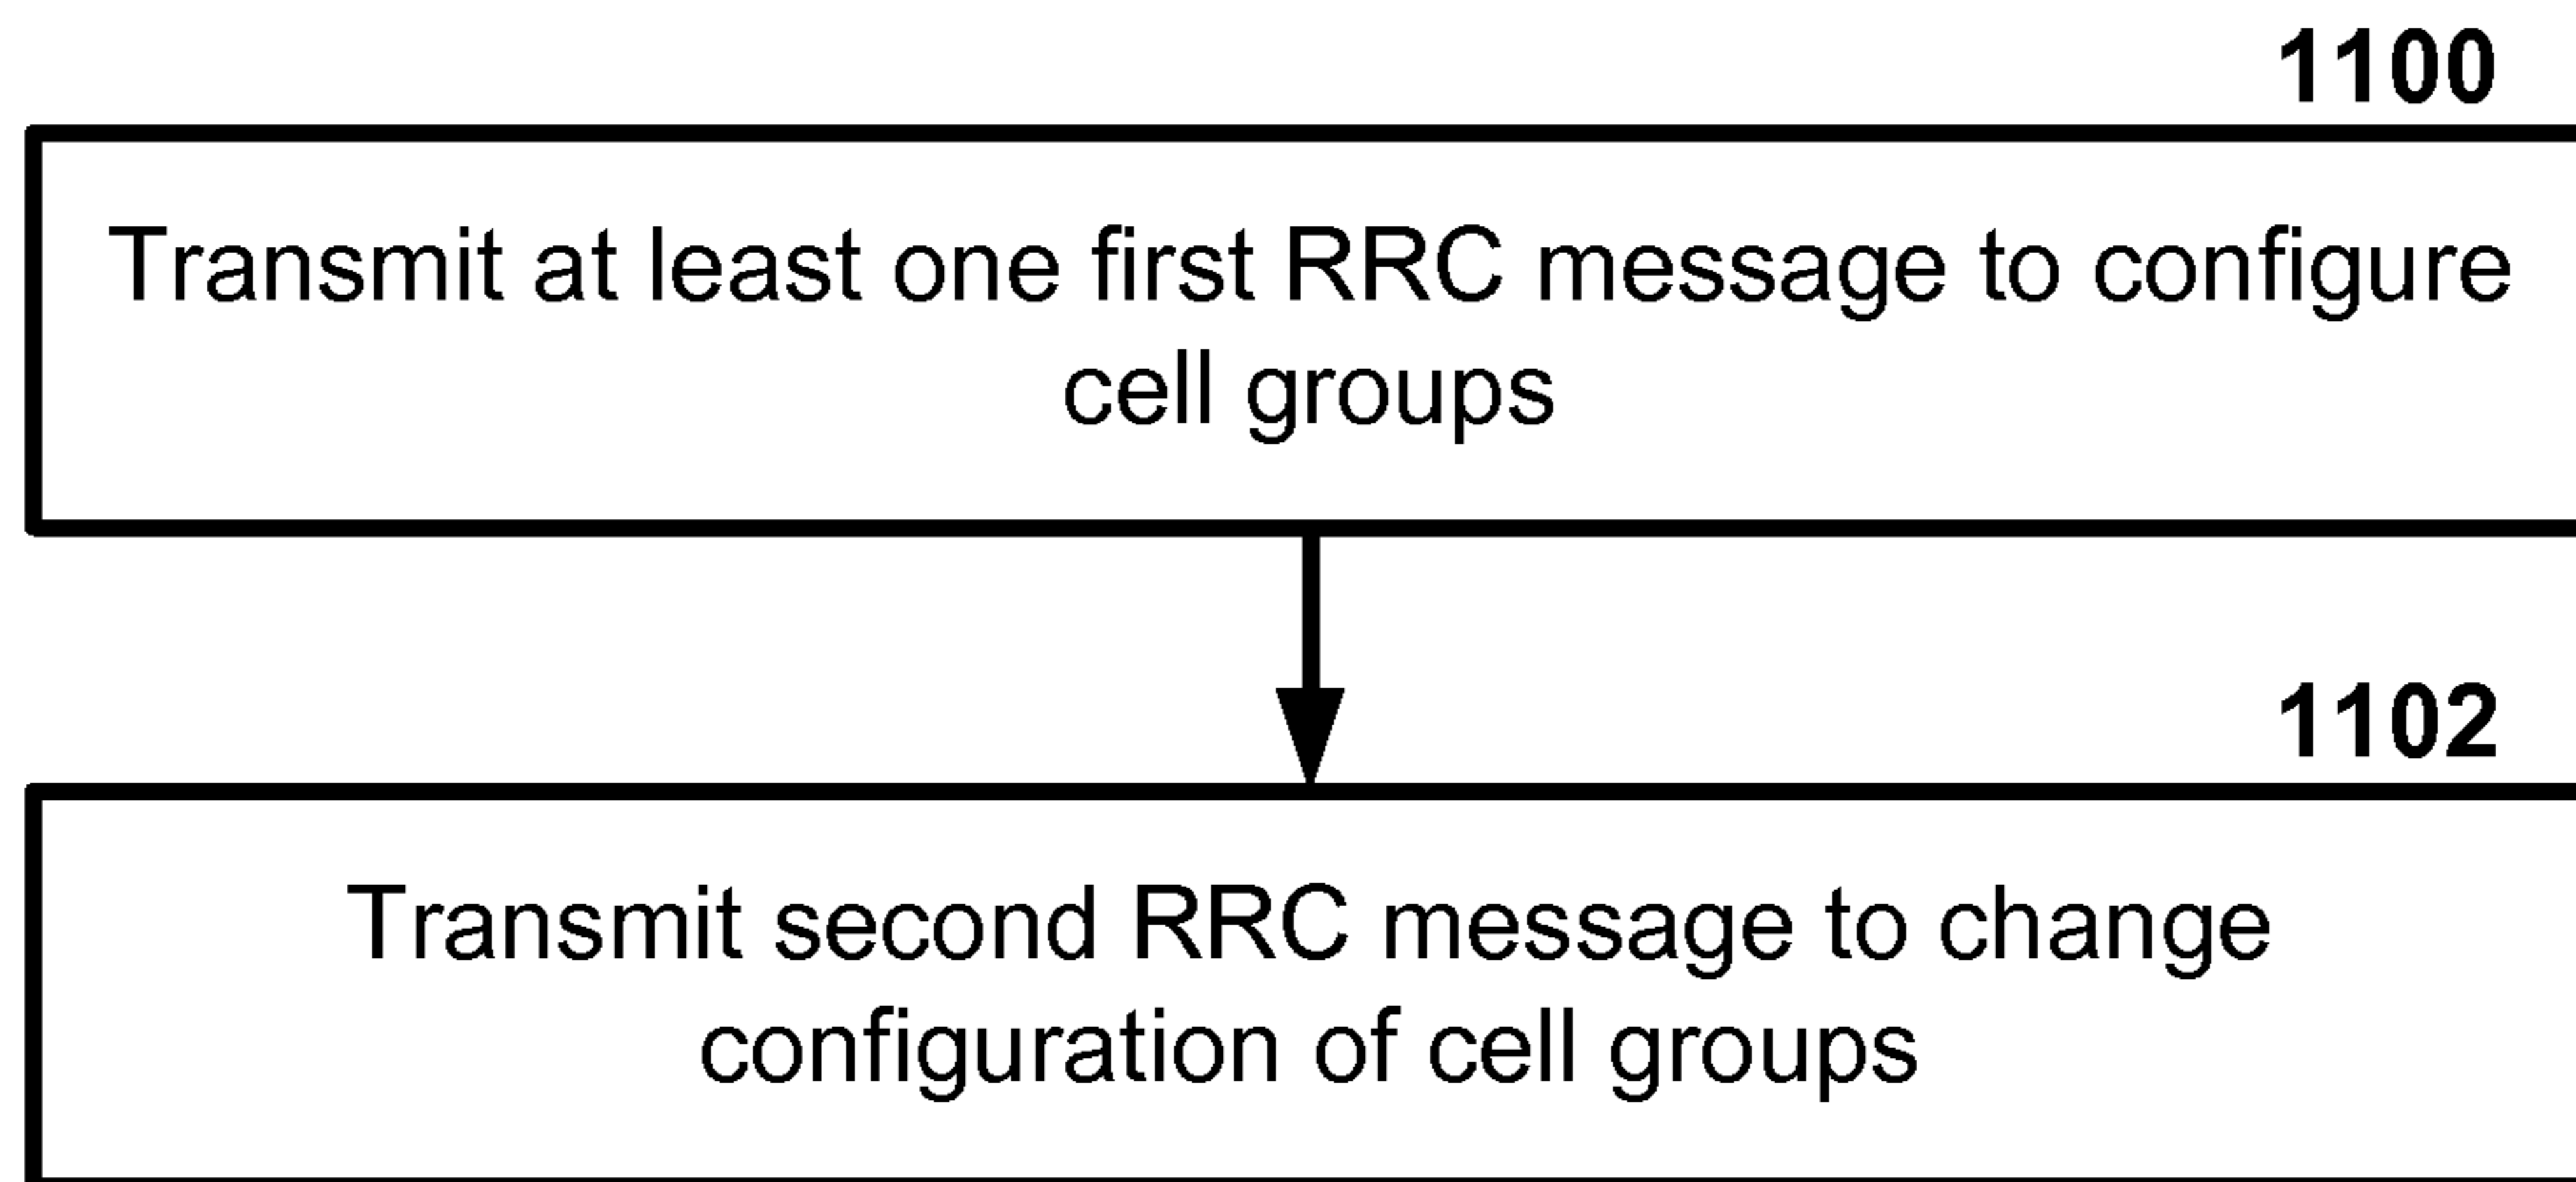 1100
Transmit at least one first RRC message to configure
cell groups
1102
Transmit second RRC message to change
configuration of cell groups